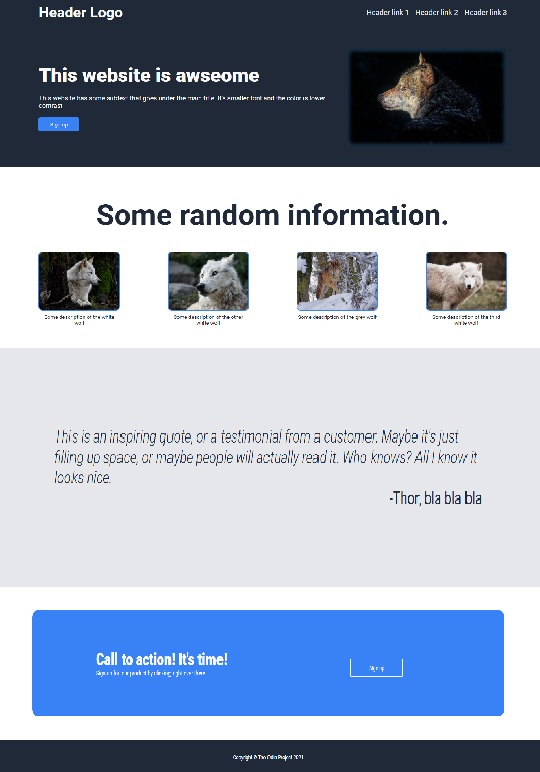 Header Logo
Header link 1 Header link 2 Header link 3
This website is awseome
This website has some subtext that goes under the main title. It's smaller font and the color is lower
contrast
Sign up
Some random information.
Some description of the white
wolf
Some description of the other
white wolf
Some description of the grey wolf
Some description of the third
white wolf
This is an inspiring quote, or a testimonial from a customer. Maybe it's just
filling up space, or maybe people will actually read it. Who knows? All I know it
looks nice.
-Thor, bla bla bla
Call to action! It's time!
Sign up for our product by clicking right over there
Sign up
Copyright © The Odin Project 2021